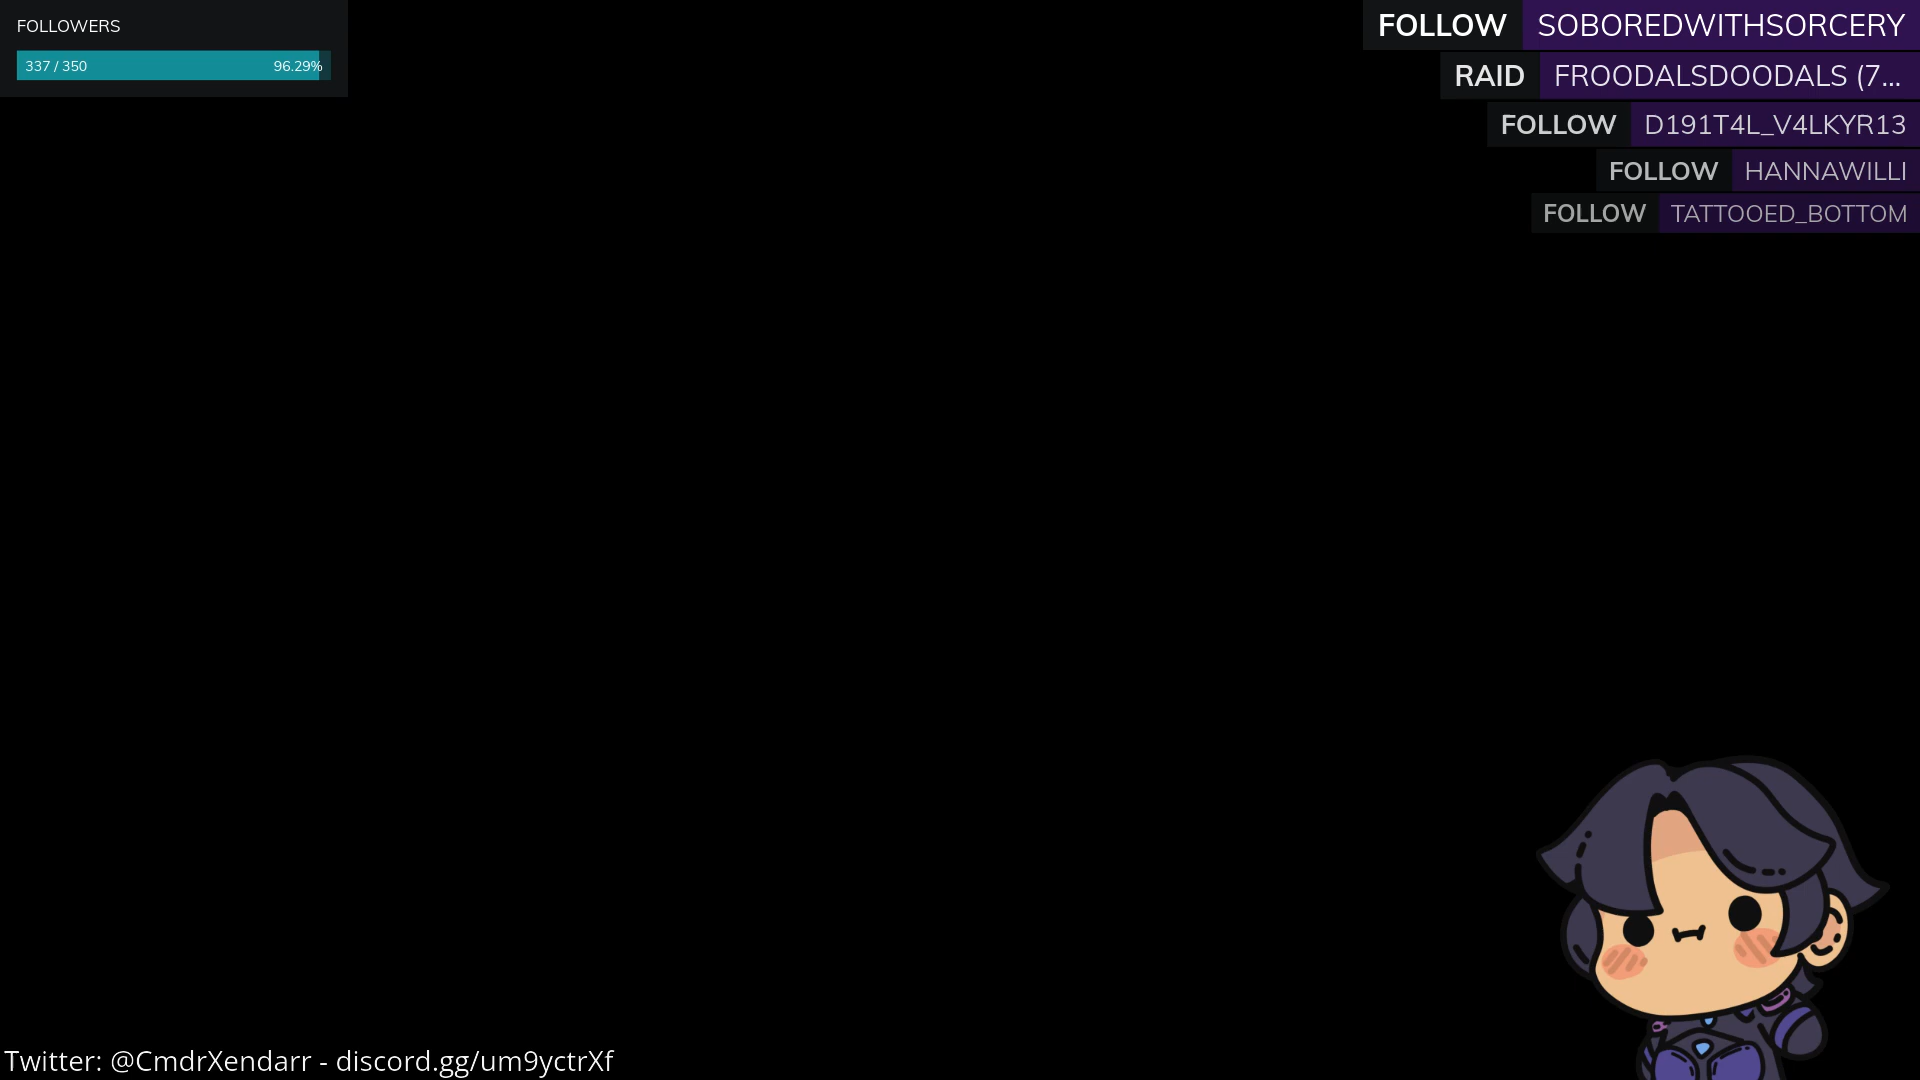 FOLLOWERS
337 / 350 96.29%
FOLLOW SOBOREDWITHSORCERY
RAID FROODALSDOODALS (7...
FOLLOW D191T4L_V4LKYR13
FOLLOW HANNAWILLI
FOLLOW TATTOOED_BOTTOM
Twitter: @CmdrXendarr - discord.gg/um9yctrXf